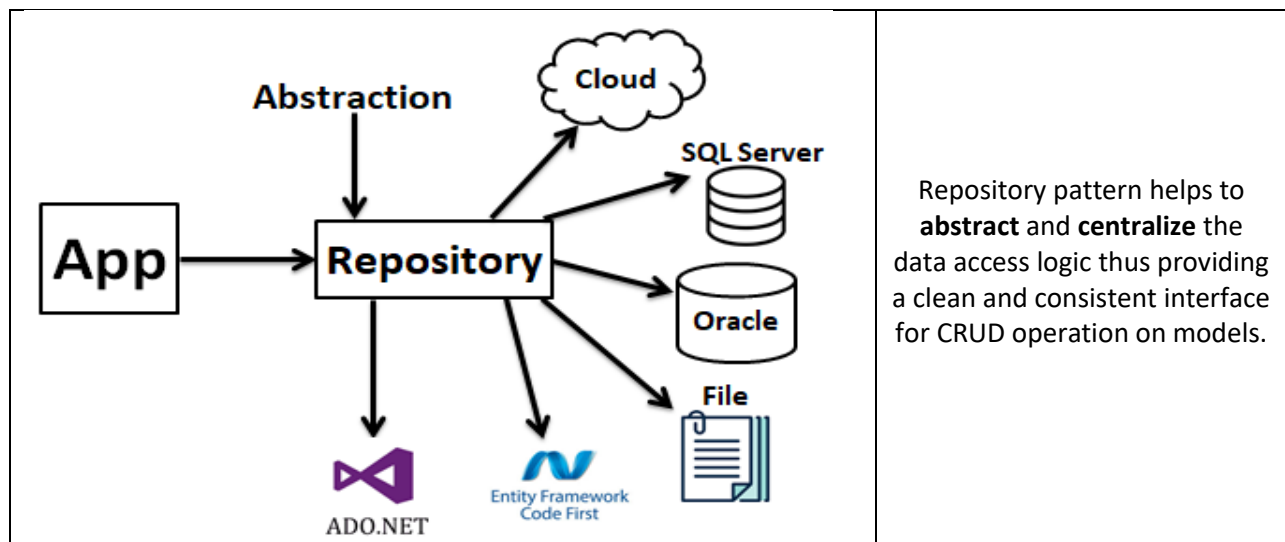 Abstraction
Cloud
SQL Server
App
Repository
Oracle
File
ADO.NET
Entity Framework
Code First
Repository pattern helps to
abstract and centralize the
data access logic thus providing
a clean and consistent interface
for CRUD operation on models.